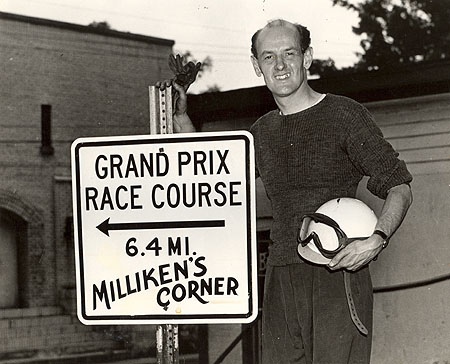 GRAND PRIX
RACE COURSE
6.4 MI.
MILLIKEN'S
CORNER